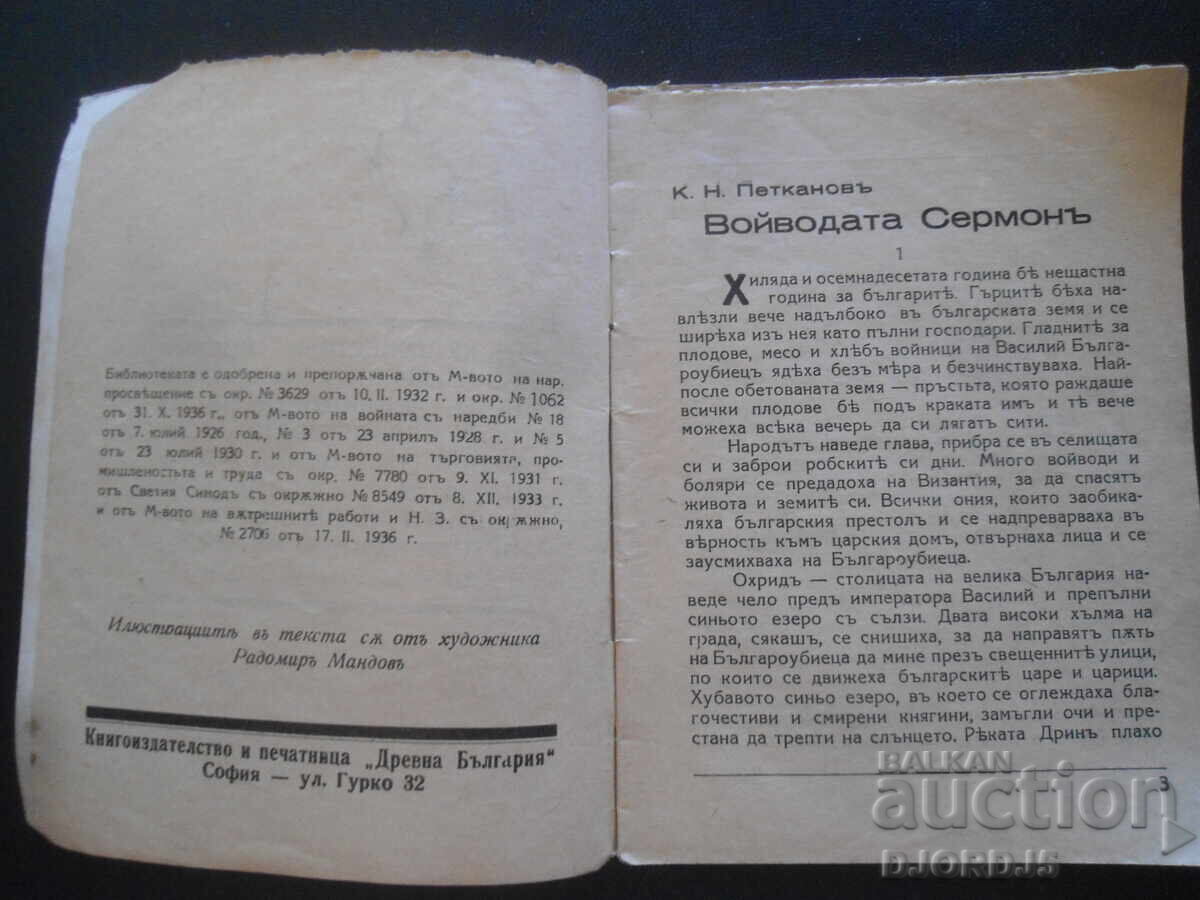 Библиотеката е одобрена и препорѫчана отъ М-вото на нар.
просвѣщение съ окр. № 3629 отъ 10. II. 1932 г. и окр. № 1062
отъ 31. X. 1936 г., отъ М-вото на войната съ наредби № 18
отъ 7. юлий 1926 год., № 3 отъ 23 априлъ 1928 г. и № 5
отъ 23 юлий 1930 г. и отъ М-вото на търговията, про-
мишлеността и труда съ окр. № 7780 отъ 9. XI. 1931 г.
отъ Светия Синодъ съ окрѫжно № 8549 отъ 8. XII. 1933 г.
и отъ М-вото на вѫтрешнитѣ работи и Н. З. съ окрѫжно,
№ 2706 отъ 17. II. 1936 г.
Илюстрациитѣ въ текста сѫ отъ художника
Радомиръ Мандовъ
Книгоиздателство и печатница „Древна България"
София — ул. Гурко 32
К. Н. Петкановъ
Войводата Сермонъ
1
Хиляда и осемнадесетата година бѣ нещастна
година за българитѣ. Гърцитѣ бѣха на-
влѣзли вече надълбоко въ българската земя и се
ширѣха изъ нея като пълни господари. Гладнитѣ за
плодове, месо и хлѣбъ войници на Василий Бълга-
роубиецъ ядѣха безъ мѣра и безчинствуваха. Най-
после обетованата земя — пръстьта, която раждаше
всички плодове бѣ подъ краката имъ и тѣ вече
можеха всѣка вечерь да си лягатъ сити.
Народътъ наведе глава, прибра се въ селищата
си и заброи робскитѣ си дни. Много войводи и
боляри се предадоха на Византия, за да спасятъ
живота и земитѣ си. Всички ония, които заобика-
ляха българския престолъ и се надпреварваха въ
вѣрность къмъ царския домъ, отвърнаха лица и се
заусмихваха на Българоубиеца.
Охридъ — столицата на велика България на-
веде чело предъ императора Василий и препълни
синьото езеро съ сълзи. Двата високи хълма на
града, сякашъ, се снишиха, за да направятъ пѫть
на Българоубиеца да мине презъ свещеннитѣ улици,
по които се движеха българскитѣ царе и царици.
Хубавото синьо езеро, въ което се оглеждаха бла-
гочестиви и смирени княгини, замъгли очи и пре-
стана да трепти на слънцето. Рѣката Дринъ плахо
3
BALKAN
auction
DJORDJ5